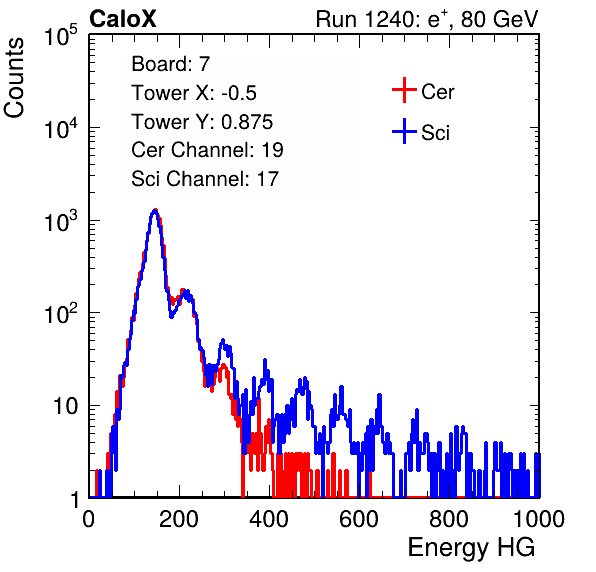 CaloX Run 1240: e⁺, 80 GeV
Counts
Board: 7
Tower X: -0.5
Tower Y: 0.875
Cer Channel: 19
Sci Channel: 17
Cer
Sci
10⁵
10⁴
10³
10²
10
1
0 200 400 600 800 1000
Energy HG